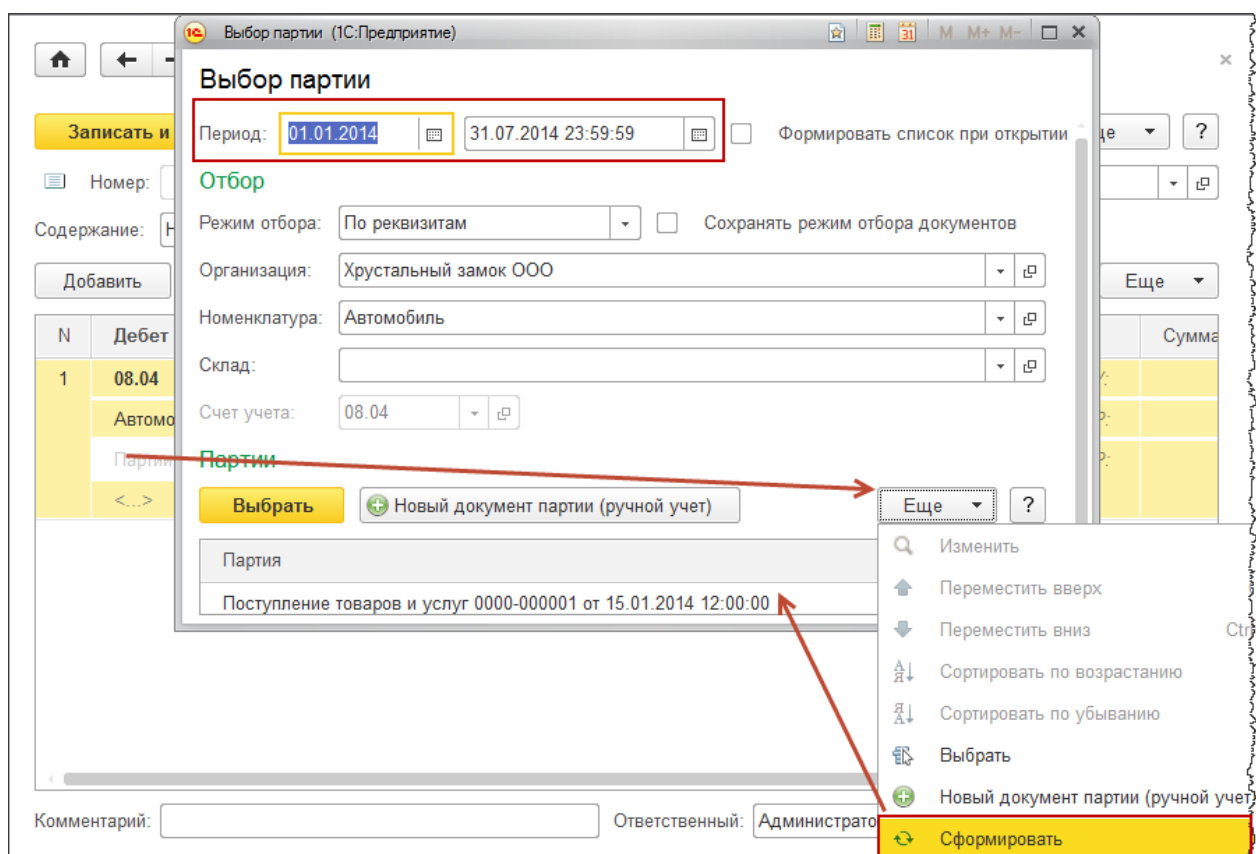 Выбор партии (1С:Предприятие)
M M+ M-
Выбор партии
Записать и
Период: 01.01.2014 31.07.2014 23:59:59 Формировать список при открытии
?
Номер:
Отбор
Содержание:
Режим отбора: По реквизитам Сохранять режим отбора документов
Добавить
Организация: Хрустальный замок ООО
Еще
Номенклатура: Автомобиль
N Дебет
Сумма
Склад:
1 08.04
Счет учета: 08.04
Автомо
Партии
Партии
<...>
Выбрать Новый документ партии (ручной учет) Еще ?
Партия
Поступление товаров и услуг 0000-000001 от 15.01.2014 12:00:00
Изменить
Переместить вверх
Переместить вниз Ctr
Сортировать по возрастанию
Сортировать по убыванию
Выбрать
Новый документ партии (ручной учет)
Сформировать
Комментарий: Ответственный: Администрато